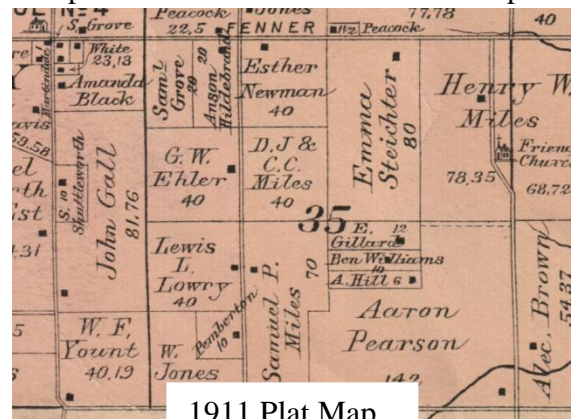 Peacock
22,5
FENNER
W2
Peacock
77,78
40
S. Grove
White
23,13
Amanda
Black
Saml
Grove
20
Anson
Hildebrand
20
Esther
Newman
40
Emma
Steichter
80
Henry W.
Miles
78,35
Friend
Church
68,72
G. W.
Ehler
40
D. J &
C. C.
Miles
40
John Gall
81,76
S. 10
Shuttleworth
35
E. 12
Gillard
Ben Williams
10
A. Hill 6
Lewis
L.
Lowry
40
Samuel P.
Miles
70
Aaron
Pearson
142
Alec. Brown
54,37
W. F.
Yount
40,19
W.
Jones
Pemberton
10
1911 Plat Map